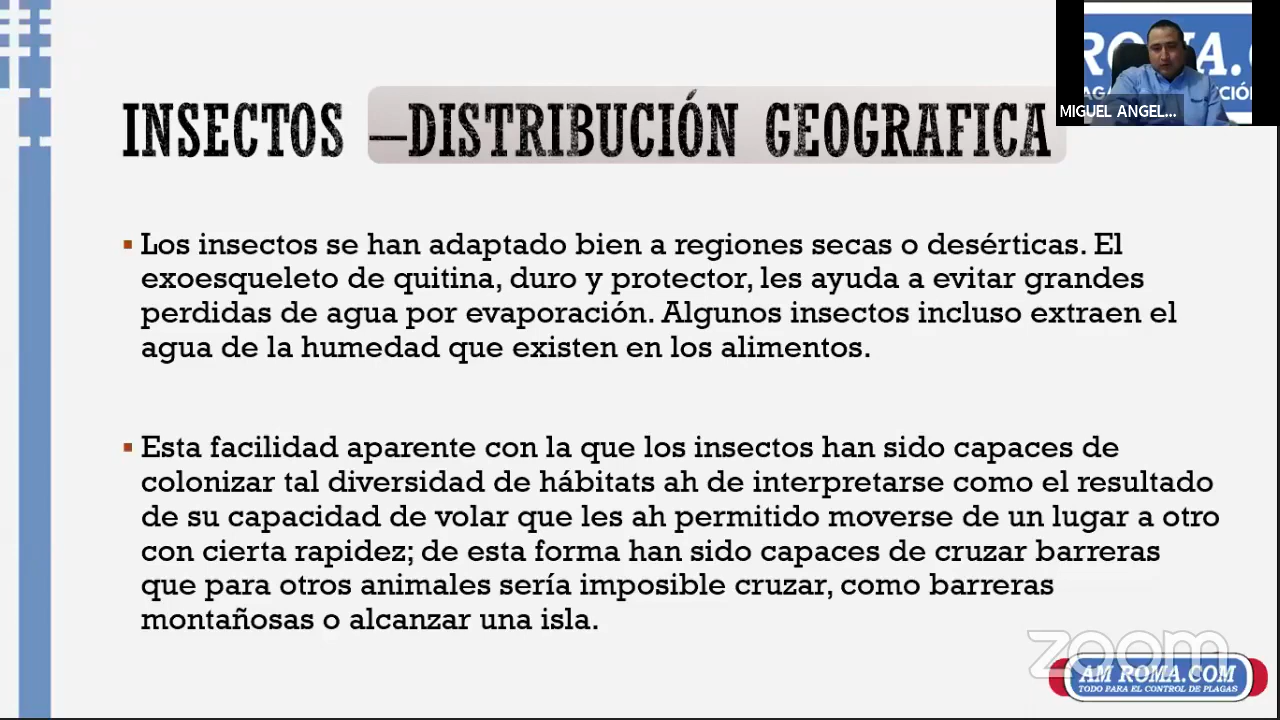 INSECTOS —DISTRIBUCIÓN GEOGRAFICA
MIGUEL ANGEL...
Los insectos se han adaptado bien a regiones secas o desérticas. El
exoesqueleto de quitina, duro y protector, les ayuda a evitar grandes
perdidas de agua por evaporación. Algunos insectos incluso extraen el
agua de la humedad que existen en los alimentos.
Esta facilidad aparente con la que los insectos han sido capaces de
colonizar tal diversidad de hábitats ah de interpretarse como el resultado
de su capacidad de volar que les ah permitido moverse de un lugar a otro
con cierta rapidez; de esta forma han sido capaces de cruzar barreras
que para otros animales sería imposible cruzar, como barreras
montañosas o alcanzar una isla.
zoom
AM ROMA.COM
TODO PARA EL CONTROL DE PLAGAS